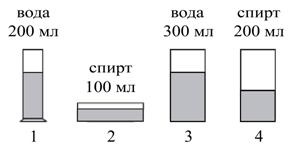 вода
200 мл
спирт
100 мл
вода
300 мл
спирт
200 мл
1
2
3
4